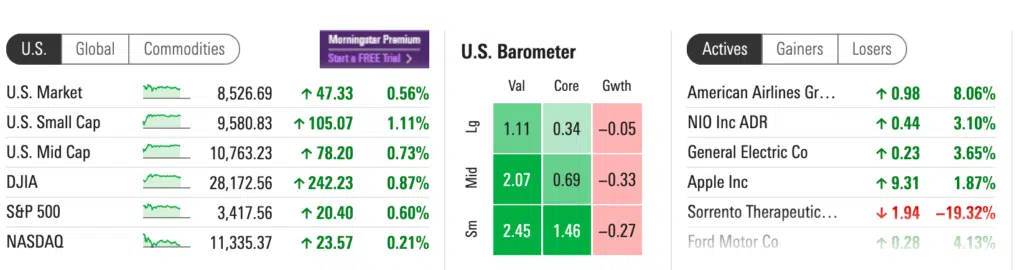 U.S. Global Commodities
Morningstar Premium
Start a FREE Trial >
U.S. Market 8,526.69 ↑ 47.33 0.56%
U.S. Small Cap 9,580.83 ↑ 105.07 1.11%
U.S. Mid Cap 10,763.23 ↑ 78.20 0.73%
DJIA 28,172.56 ↑ 242.23 0.87%
S&P 500 3,417.56 ↑ 20.40 0.60%
NASDAQ 11,335.37 ↑ 23.57 0.21%
U.S. Barometer
Val Core Gwth
Lg 1.11 0.34 –0.05
Mid 2.07 0.69 –0.33
Sm 2.45 1.46 –0.27
Actives Gainers Losers
American Airlines Gr… ↑ 0.98 8.06%
NIO Inc ADR ↑ 0.44 3.10%
General Electric Co ↑ 0.23 3.65%
Apple Inc ↑ 9.31 1.87%
Sorrento Therapeutic… ↓ 1.94 –19.32%
Ford Motor Co ↑ 0.28 4.13%